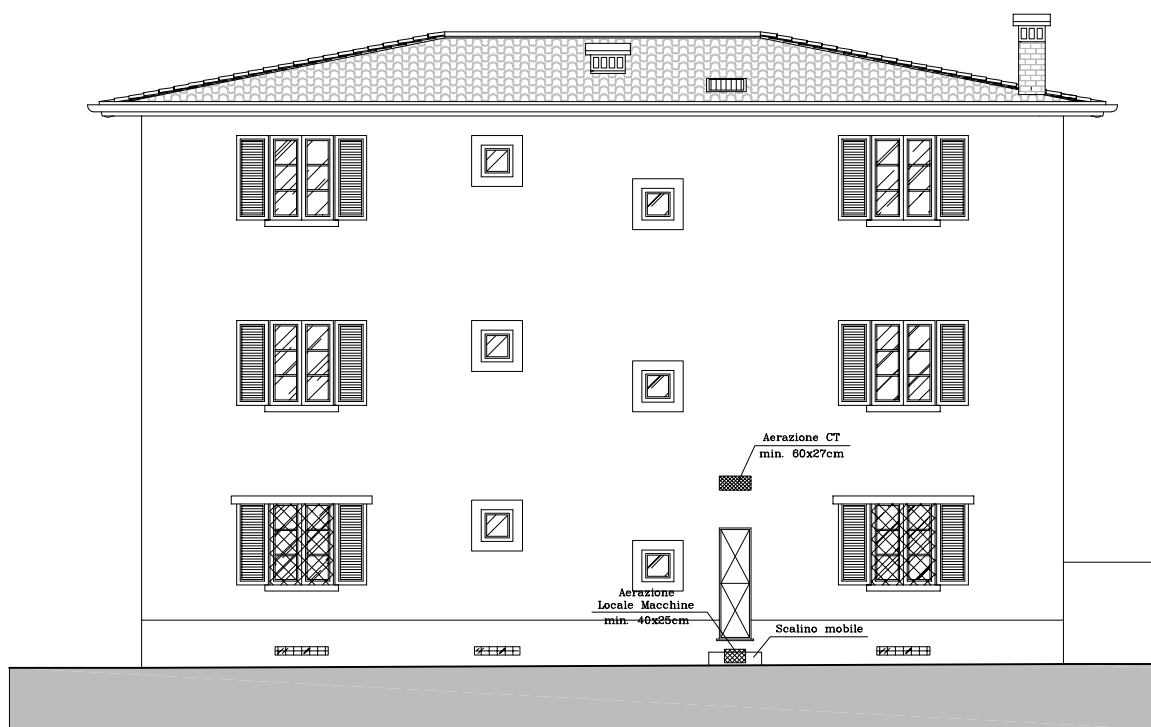 Aerazione CT
min. 60x27cm
Aerazione
Locale Macchine
min. 40x25cm
Scalino mobile